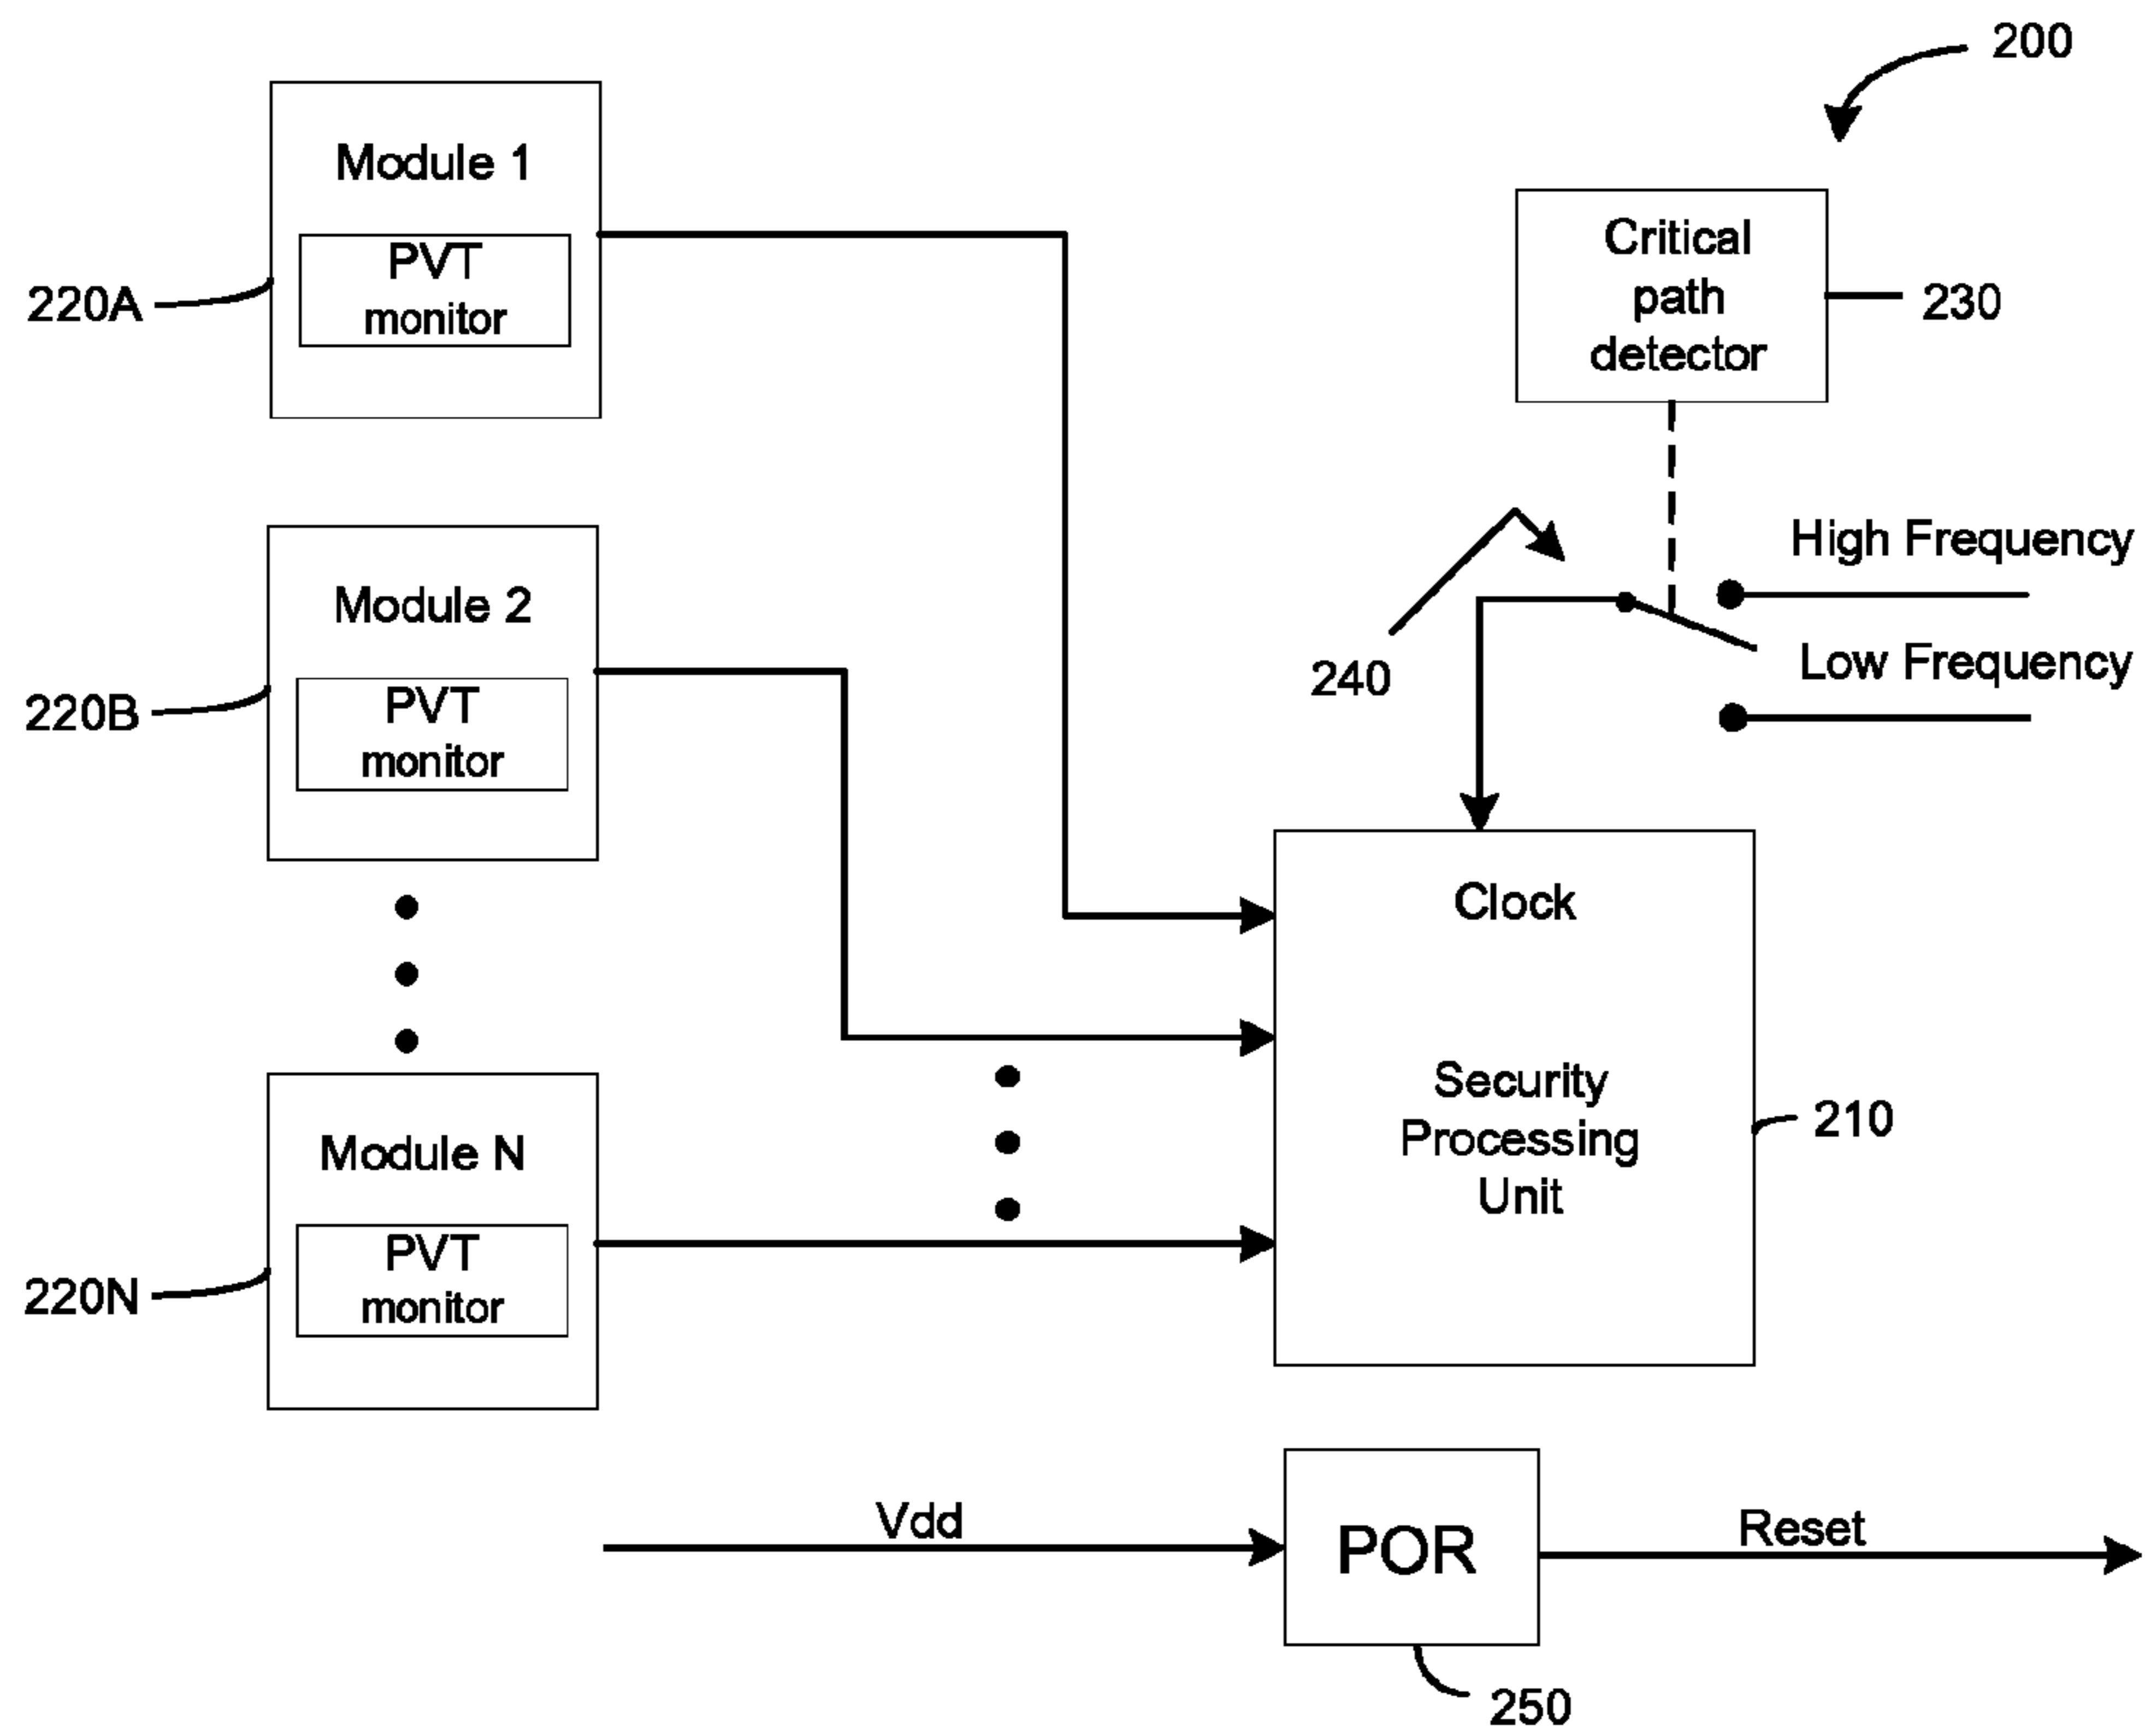 200
Module 1
PVT
monitor
220A
Critical
path
detector
230
High Frequency
Low Frequency
240
Module 2
PVT
monitor
220B
Clock
Security
Processing
Unit
210
Module N
PVT
monitor
220N
Vdd
POR
Reset
250